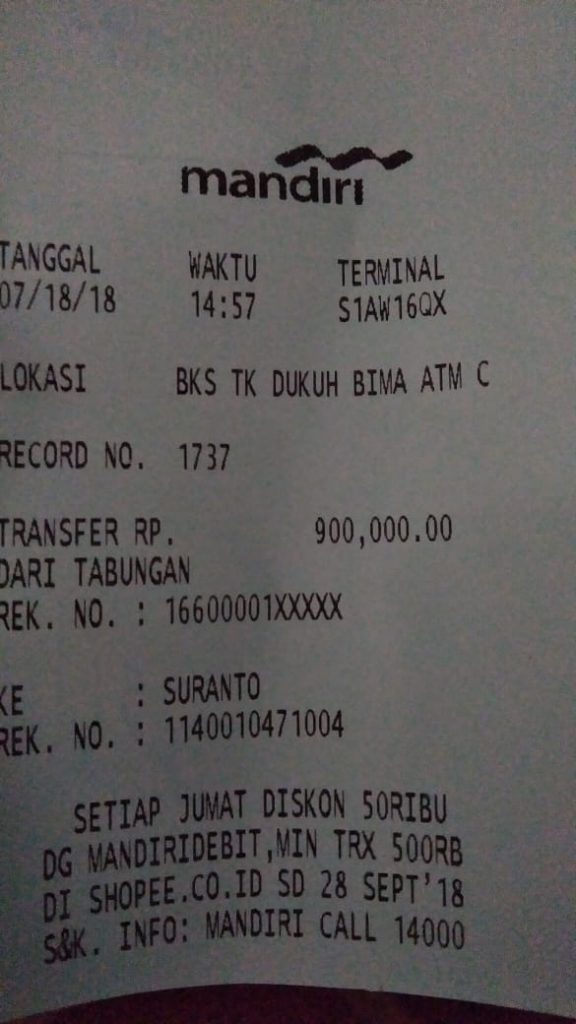 mandiri
TANGGAL WAKTU TERMINAL
07/18/18 14:57 S1AW16QX
LOKASI BKS TK DUKUH BIMA ATM C
RECORD NO. 1737
TRANSFER RP. 900,000.00
DARI TABUNGAN
REK. NO. : 16600001XXXXX
KE : SURANTO
REK. NO. : 1140010471004
SETIAP JUMAT DISKON 50RIBU
DG MANDIRIDEBIT,MIN TRX 500RB
DI SHOPEE.CO.ID SD 28 SEPT'18
S&K. INFO: MANDIRI CALL 14000